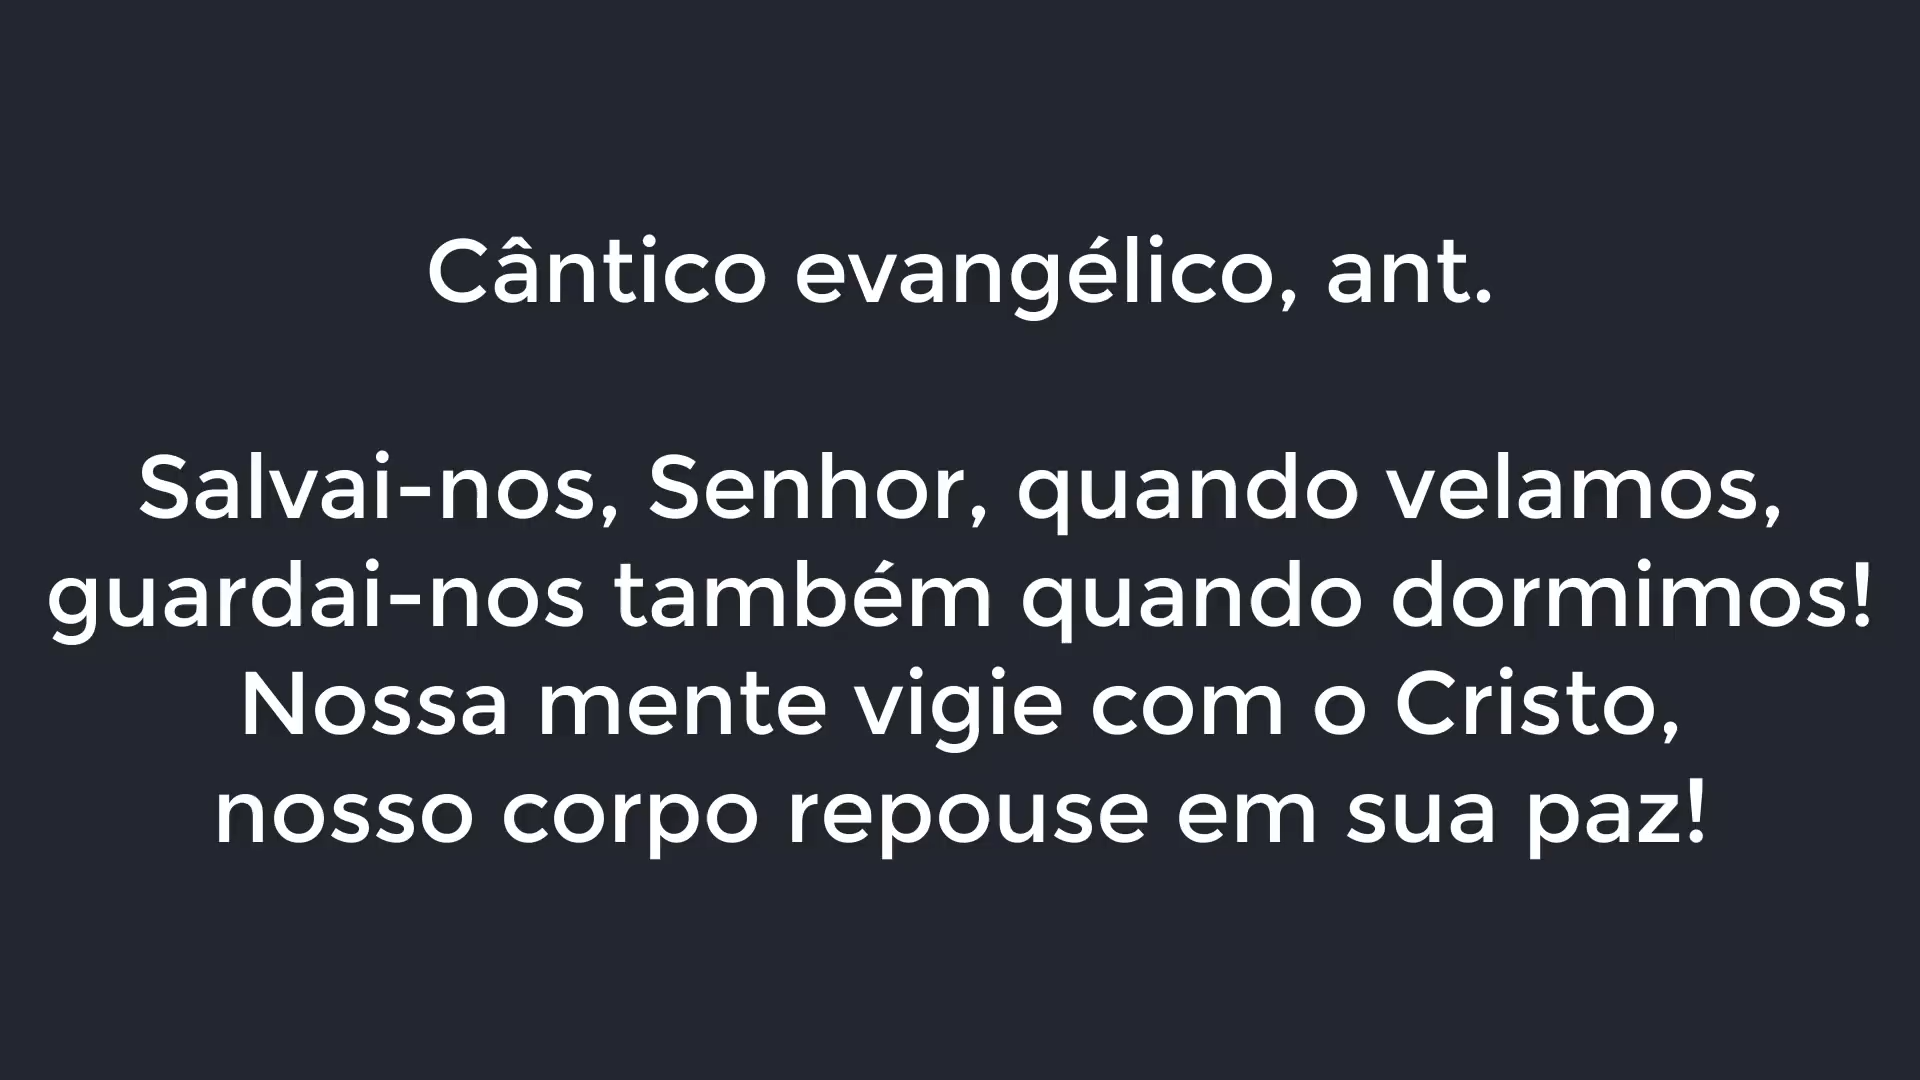 Cântico evangélico, ant.
Salvai-nos, Senhor, quando velamos,
guardai-nos também quando dormimos!
Nossa mente vigie com o Cristo,
nosso corpo repouse em sua paz!